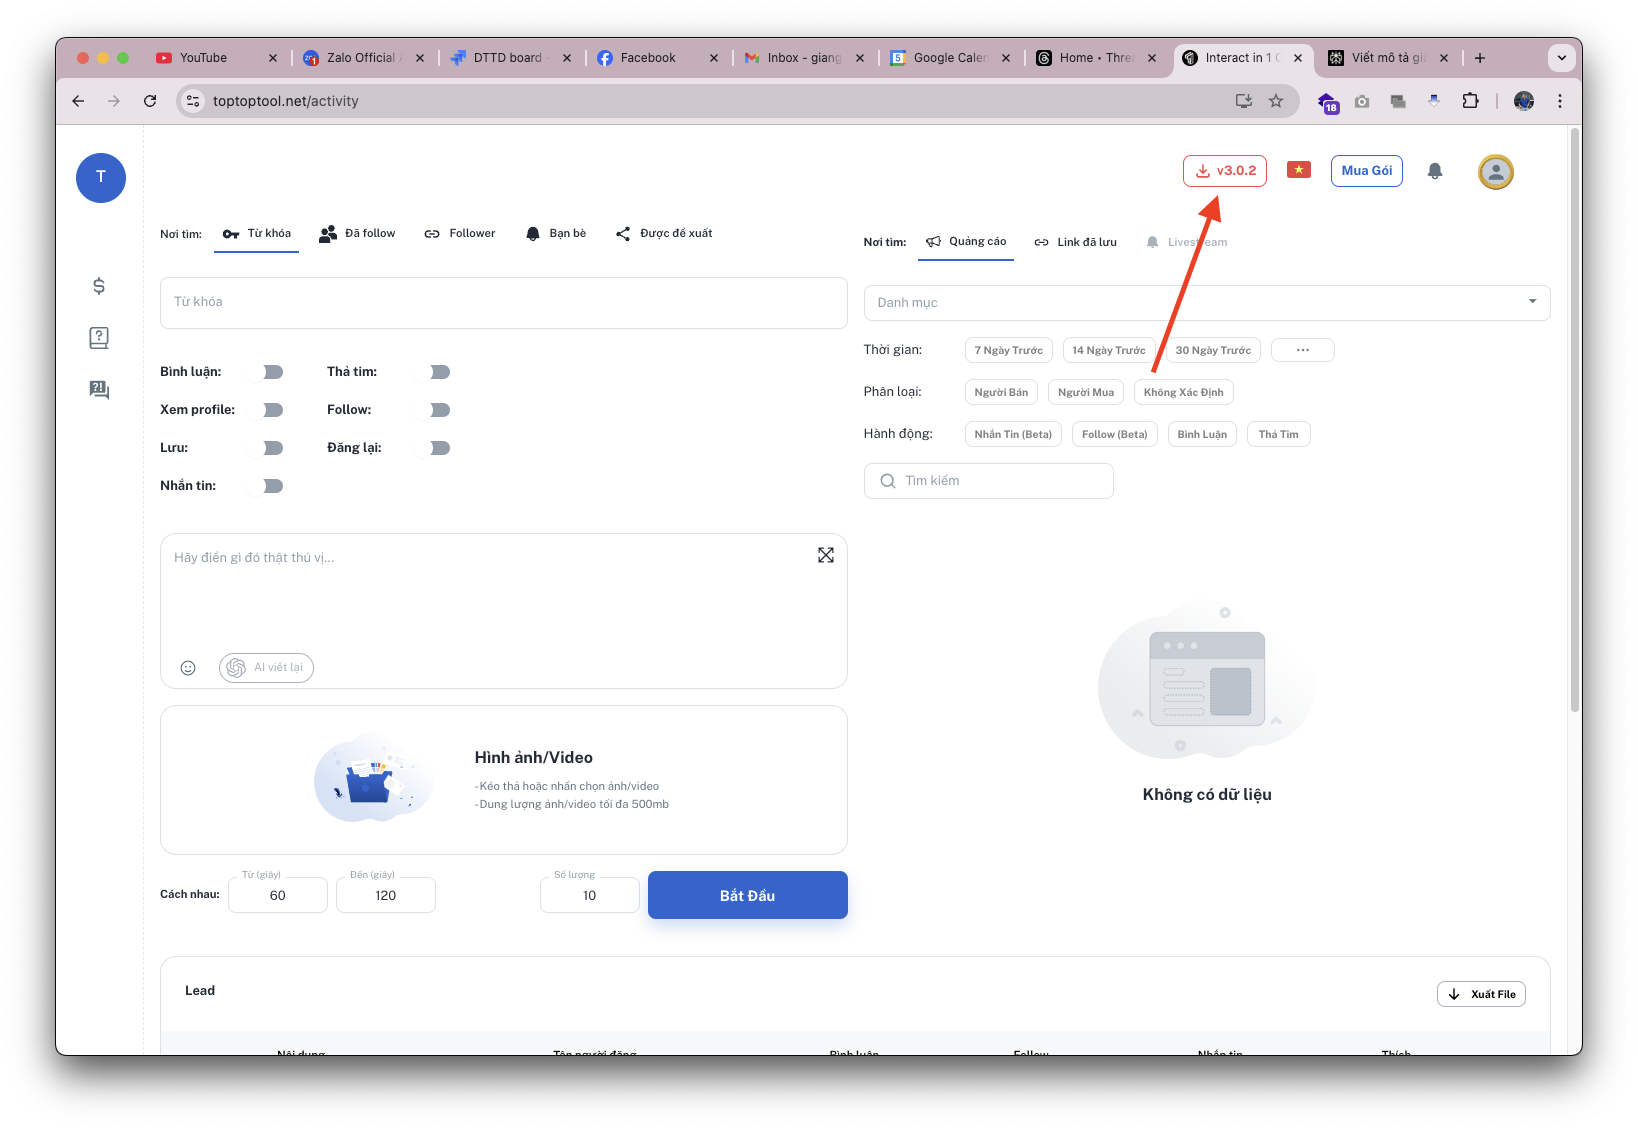 YouTube
Zalo Official
DTTD board
Facebook
Inbox - giang
Google Calen
Home • Threa
Interact in 1 C
Viết mô tả giả
toptoptool.net/activity
18
T
v3.0.2
Mua Gói
Nơi tìm:
Từ khóa
Đã follow
Follower
Bạn bè
Được đề xuất
Từ khóa
Bình luận:
Thả tim:
Xem profile:
Follow:
Lưu:
Đăng lại:
Nhắn tin:
Hãy điền gì đó thật thú vị...
AI viết lại
Hình ảnh/Video
-Kéo thả hoặc nhấn chọn ảnh/video
-Dung lượng ảnh/video tối đa 500mb
Cách nhau:
Từ (giây)
60
Đến (giây)
120
Số lượng
10
Bắt Đầu
Nơi tìm:
Quảng cáo
Link đã lưu
Livestream
Danh mục
Thời gian:
7 Ngày Trước
14 Ngày Trước
30 Ngày Trước
...
Phân loại:
Người Bán
Người Mua
Không Xác Định
Hành động:
Nhắn Tin (Beta)
Follow (Beta)
Bình Luận
Thả Tim
Tìm kiếm
Không có dữ liệu
Lead
Xuất File
Nội dung
Tên người đăng
Bình luận
Follow
Nhắn tin
Thích